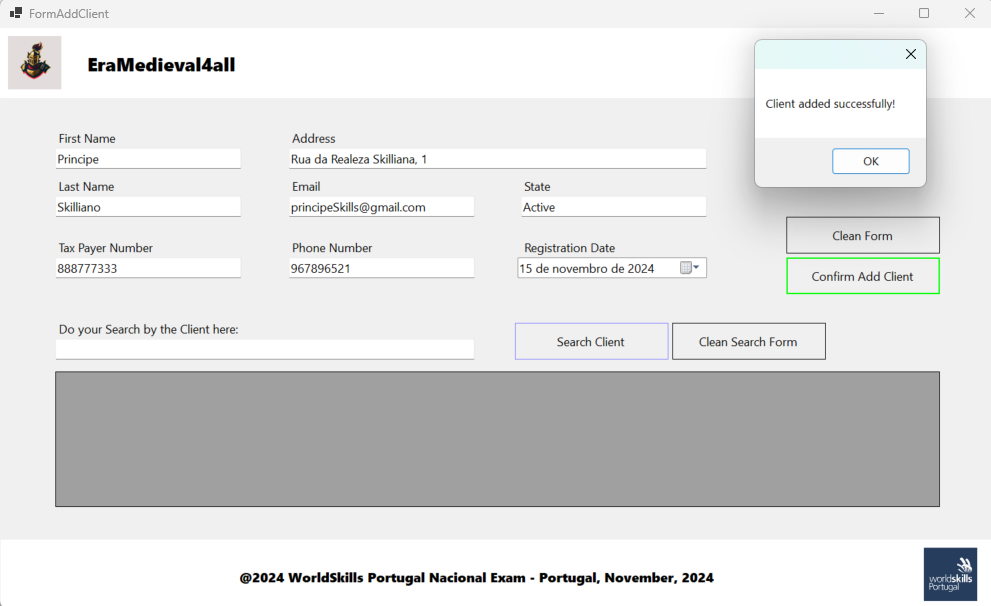 FormAddClient
EraMedieval4all
Client added successfully!
OK
First Name
Address
Principe
Rua da Realeza Skilliana, 1
Last Name
Email
State
Skilliano
principeSkills@gmail.com
Active
Clean Form
Tax Payer Number
Phone Number
Registration Date
888777333
967896521
15 de novembro de 2024
Confirm Add Client
Do your Search by the Client here:
Search Client
Clean Search Form
@2024 WorldSkills Portugal Nacional Exam - Portugal, November, 2024
worldskills
Portugal